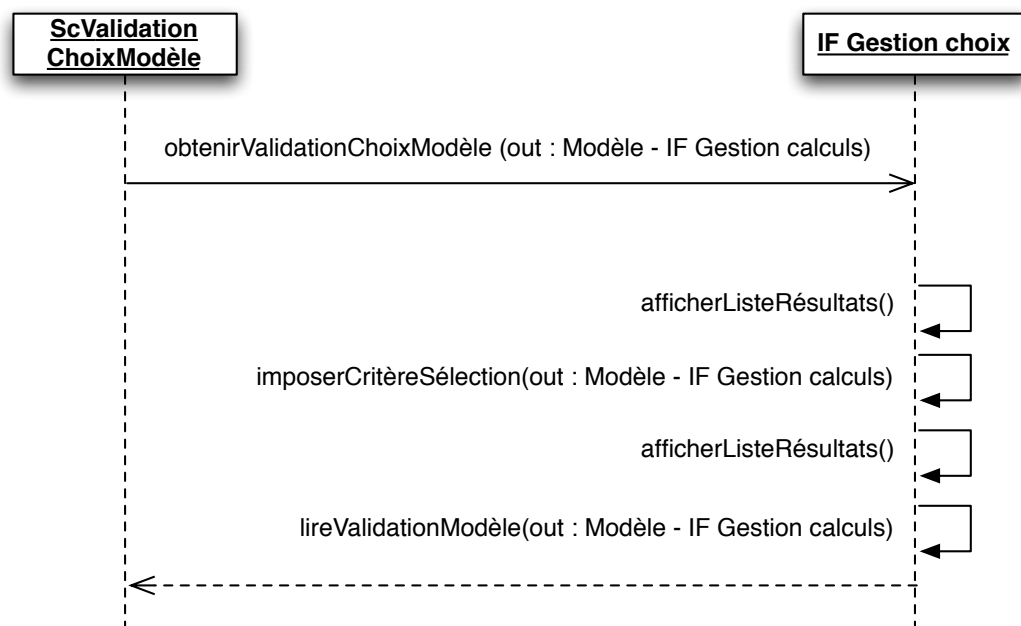 ScValidation
ChoixModèle
IF Gestion choix
obtenirValidationChoixModèle (out : Modèle - IF Gestion calculs)
afficherListeRésultats()
imposerCritèreSélection(out : Modèle - IF Gestion calculs)
afficherListeRésultats()
lireValidationModèle(out : Modèle - IF Gestion calculs)